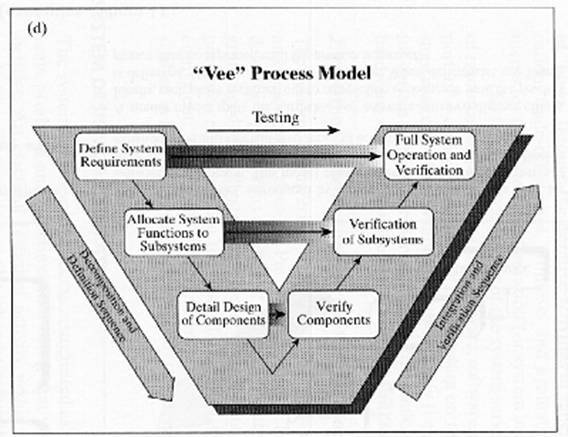 (d)
“Vee” Process Model
Testing
Define System
Requirements
Full System
Operation and
Verification
Allocate System
Functions to
Subsystems
Verification
of Subsystems
Detail Design
of Components
Verify
Components
Decomposition and
Definition Sequence
Integration and
Verification Sequence